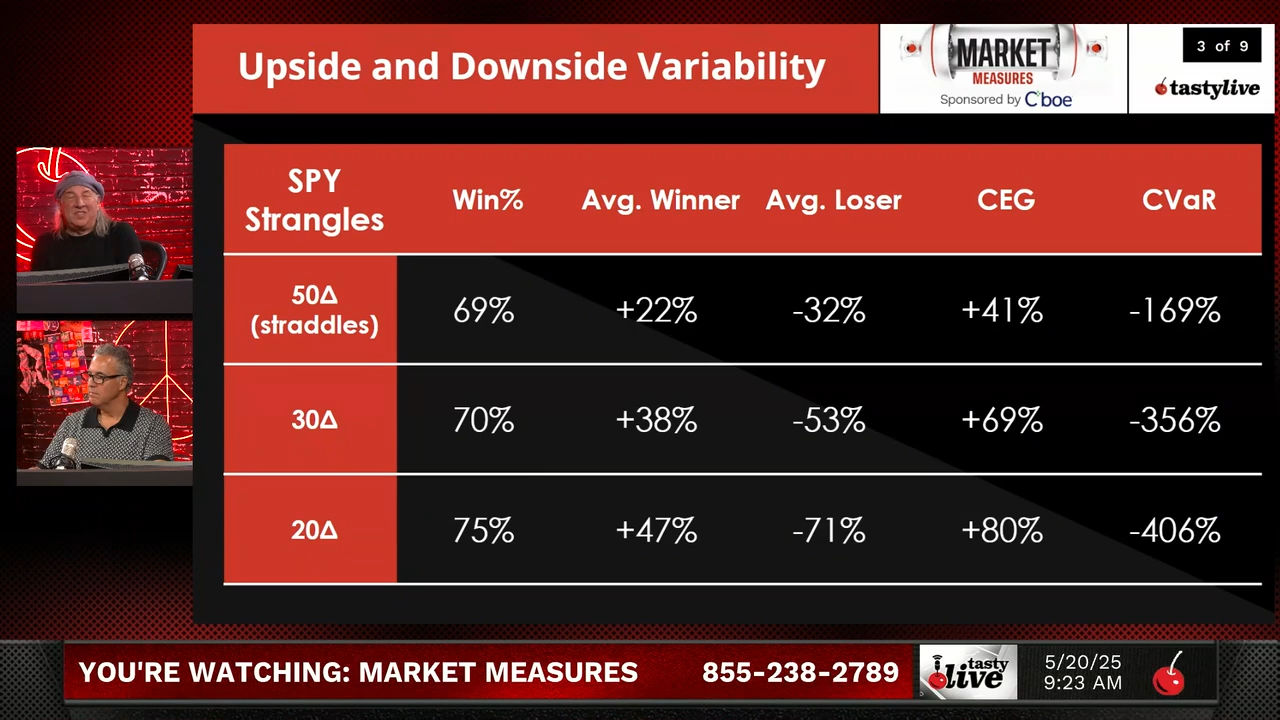 Upside and Downside Variability
MARKET
MEASURES
Sponsored by Cboe
3 of 9
tastylive
SPY
Strangles
Win%
Avg. Winner
Avg. Loser
CEG
CVaR
50Δ
(straddles)
69%
+22%
-32%
+41%
-169%
30Δ
70%
+38%
-53%
+69%
-356%
20Δ
75%
+47%
-71%
+80%
-406%
YOU'RE WATCHING: MARKET MEASURES
855-238-2789
tasty
live
5/20/25
9:23 AM